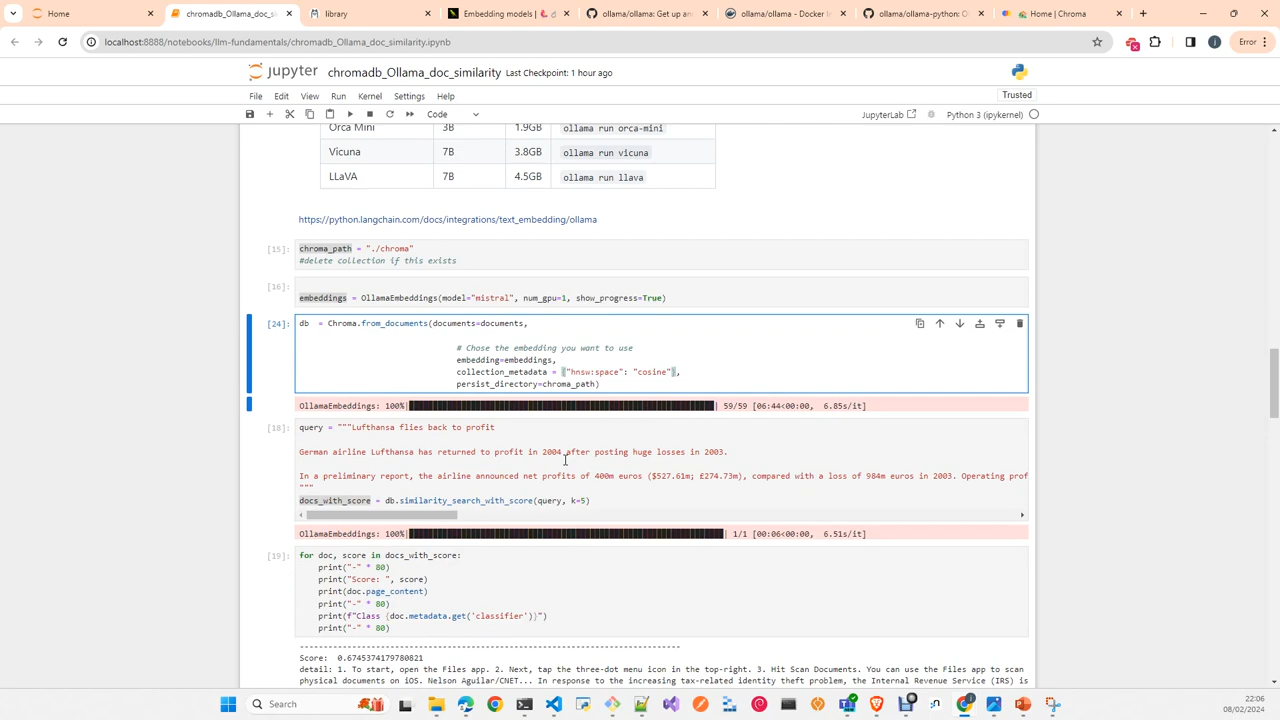 Home
chromadb_Ollama_doc_similarity
library
Embedding models |
ollama/ollama: Get up an
ollama/ollama - Docker Im
ollama/ollama-python: O
Home | Chroma
localhost:8888/notebooks/llm-fundamentals/chromadb_Ollama_doc_similarity.ipynb
Error
jupyter chromadb_Ollama_doc_similarity Last Checkpoint: 1 hour ago
File Edit View Run Kernel Settings Help
Trusted
Code
JupyterLab
Python 3 (ipykernel)
Orca Mini 3B 1.9GB ollama run orca-mini
Vicuna 7B 3.8GB ollama run vicuna
LLaVA 7B 4.5GB ollama run llava
https://python.langchain.com/docs/integrations/text_embedding/ollama
[15]: chroma_path = "./chroma"
#delete collection if this exists
[16]:
embeddings = OllamaEmbeddings(model="mistral", num_gpu=1, show_progress=True)
[24]: db = Chroma.from_documents(documents=documents,
# Chose the embedding you want to use
embedding=embeddings,
collection_metadata = {"hnsw:space": "cosine"},
persist_directory=chroma_path)
OllamaEmbeddings: 100%| | 59/59 [06:44<00:00, 6.85s/it]
[18]: query = """Lufthansa flies back to profit
German airline Lufthansa has returned to profit in 2004 after posting huge losses in 2003.
In a preliminary report, the airline announced net profits of 400m euros ($527.61m; £274.73m), compared with a loss of 984m euros in 2003. Operating prof
"""
docs_with_score = db.similarity_search_with_score(query, k=5)
OllamaEmbeddings: 100%| | 1/1 [00:06<00:00, 6.51s/it]
[19]: for doc, score in docs_with_score:
print("-" * 80)
print("Score: ", score)
print(doc.page_content)
print("-" * 80)
print(f"Class {doc.metadata.get('classifier')}")
print("-" * 80)
--------------------------------------------------------------------------------
Score: 0.6745374179780821
detail: 1. To start, open the Files app. 2. Next, tap the three-dot menu icon in the top-right. 3. Hit Scan Documents. You can use the Files app to scan
physical documents on iOS. Nelson Aguilar/CNET... In response to the increasing tax-related identity theft problem, the Internal Revenue Service (IRS) is
Search
22:06
08/02/2024